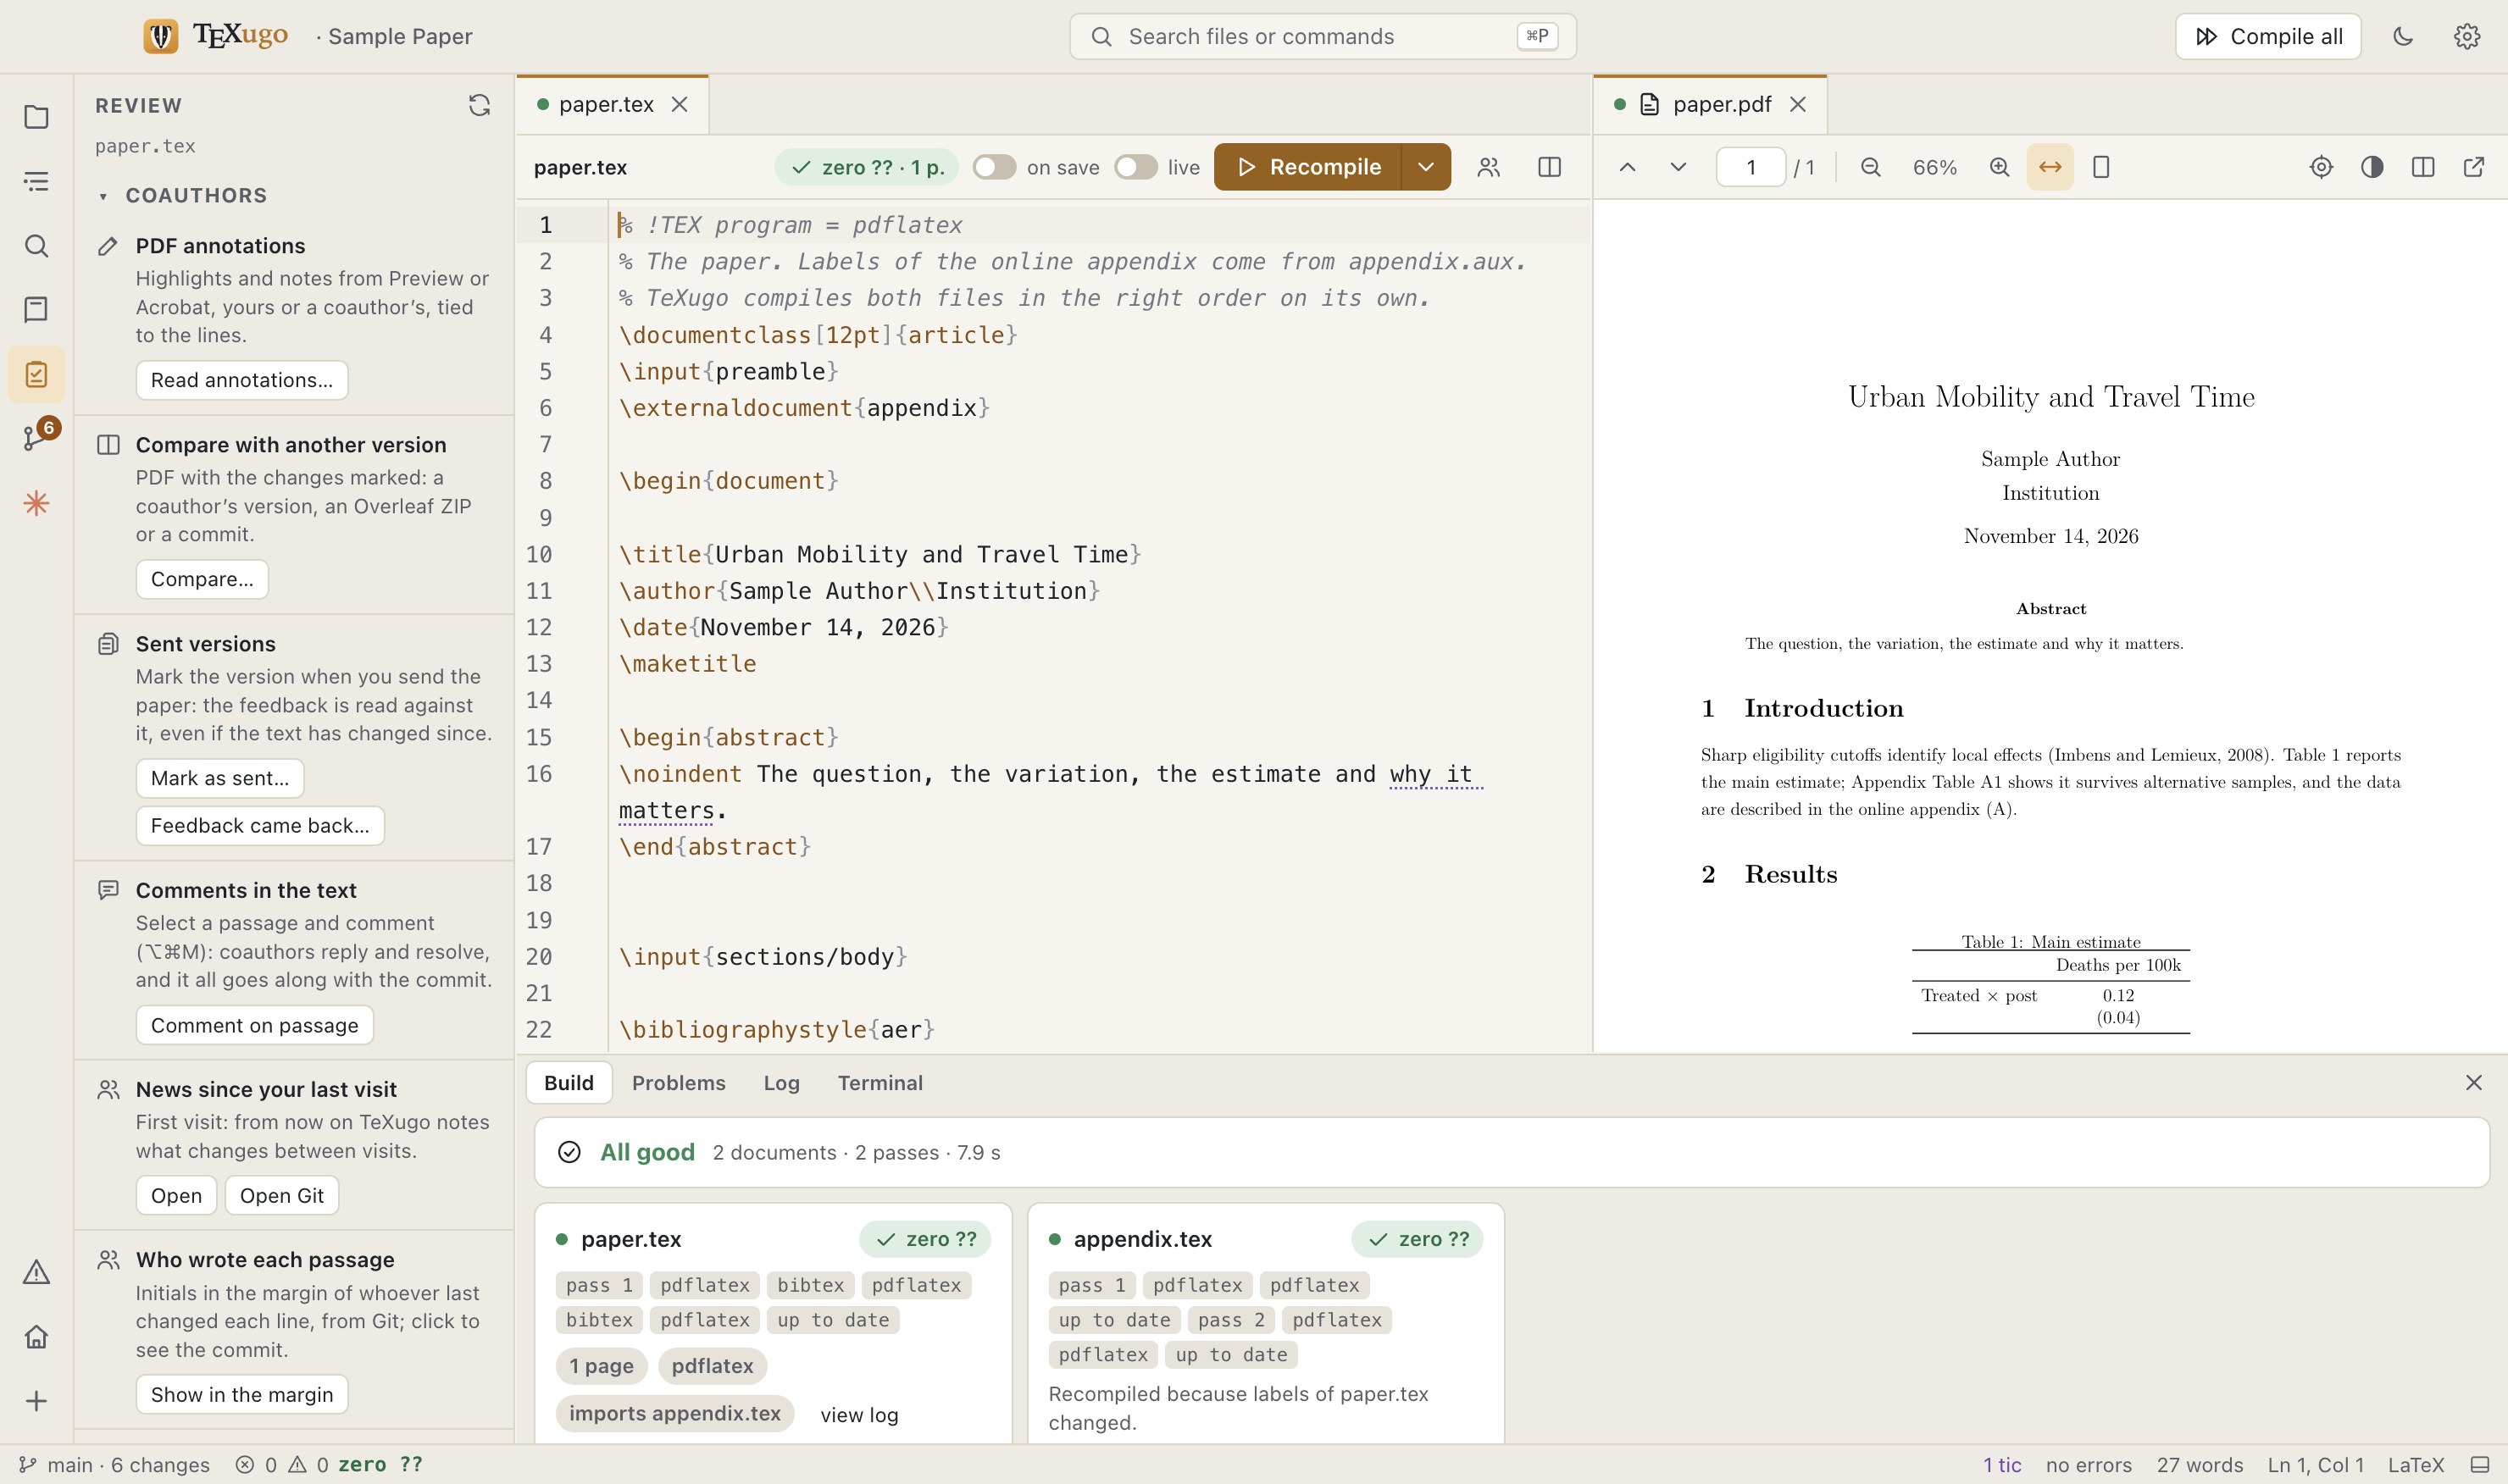 TEXugo · Sample Paper
Search files or commands ⌘P
Compile all
REVIEW
paper.tex
COAUTHORS
PDF annotations
Highlights and notes from Preview or
Acrobat, yours or a coauthor’s, tied
to the lines.
Read annotations...
Compare with another version
PDF with the changes marked: a
coauthor’s version, an Overleaf ZIP
or a commit.
Compare...
Sent versions
Mark the version when you send the
paper: the feedback is read against
it, even if the text has changed since.
Mark as sent...
Feedback came back...
Comments in the text
Select a passage and comment
(⌥⌘M): coauthors reply and resolve,
and it all goes along with the commit.
Comment on passage
News since your last visit
First visit: from now on TeXugo notes
what changes between visits.
Open Open Git
Who wrote each passage
Initials in the margin of whoever last
changed each line, from Git; click to
see the commit.
Show in the margin
6
paper.tex
paper.tex zero ?? · 1 p. on save live Recompile
1 % !TEX program = pdflatex
2 % The paper. Labels of the online appendix come from appendix.aux.
3 % TeXugo compiles both files in the right order on its own.
4 \documentclass[12pt]{article}
5 \input{preamble}
6 \externaldocument{appendix}
7
8 \begin{document}
9
10 \title{Urban Mobility and Travel Time}
11 \author{Sample Author\\Institution}
12 \date{November 14, 2026}
13 \maketitle
14
15 \begin{abstract}
16 \noindent The question, the variation, the estimate and why it
matters.
17 \end{abstract}
18
19
20 \input{sections/body}
21
22 \bibliographystyle{aer}
paper.pdf
1 / 1 66%
Urban Mobility and Travel Time
Sample Author
Institution
November 14, 2026
Abstract
The question, the variation, the estimate and why it matters.
1 Introduction
Sharp eligibility cutoffs identify local effects (Imbens and Lemieux, 2008). Table 1 reports
the main estimate; Appendix Table A1 shows it survives alternative samples, and the data
are described in the online appendix (A).
2 Results
Table 1: Main estimate
Deaths per 100k
Treated × post 0.12
(0.04)
Build Problems Log Terminal
All good 2 documents · 2 passes · 7.9 s
paper.tex zero ??
pass 1 pdflatex bibtex pdflatex
bibtex pdflatex up to date
1 page pdflatex
imports appendix.tex view log
appendix.tex zero ??
pass 1 pdflatex pdflatex
up to date pass 2 pdflatex
pdflatex up to date
Recompiled because labels of paper.tex
changed.
main · 6 changes 0 0 zero ??
1 tic no errors 27 words Ln 1, Col 1 LaTeX